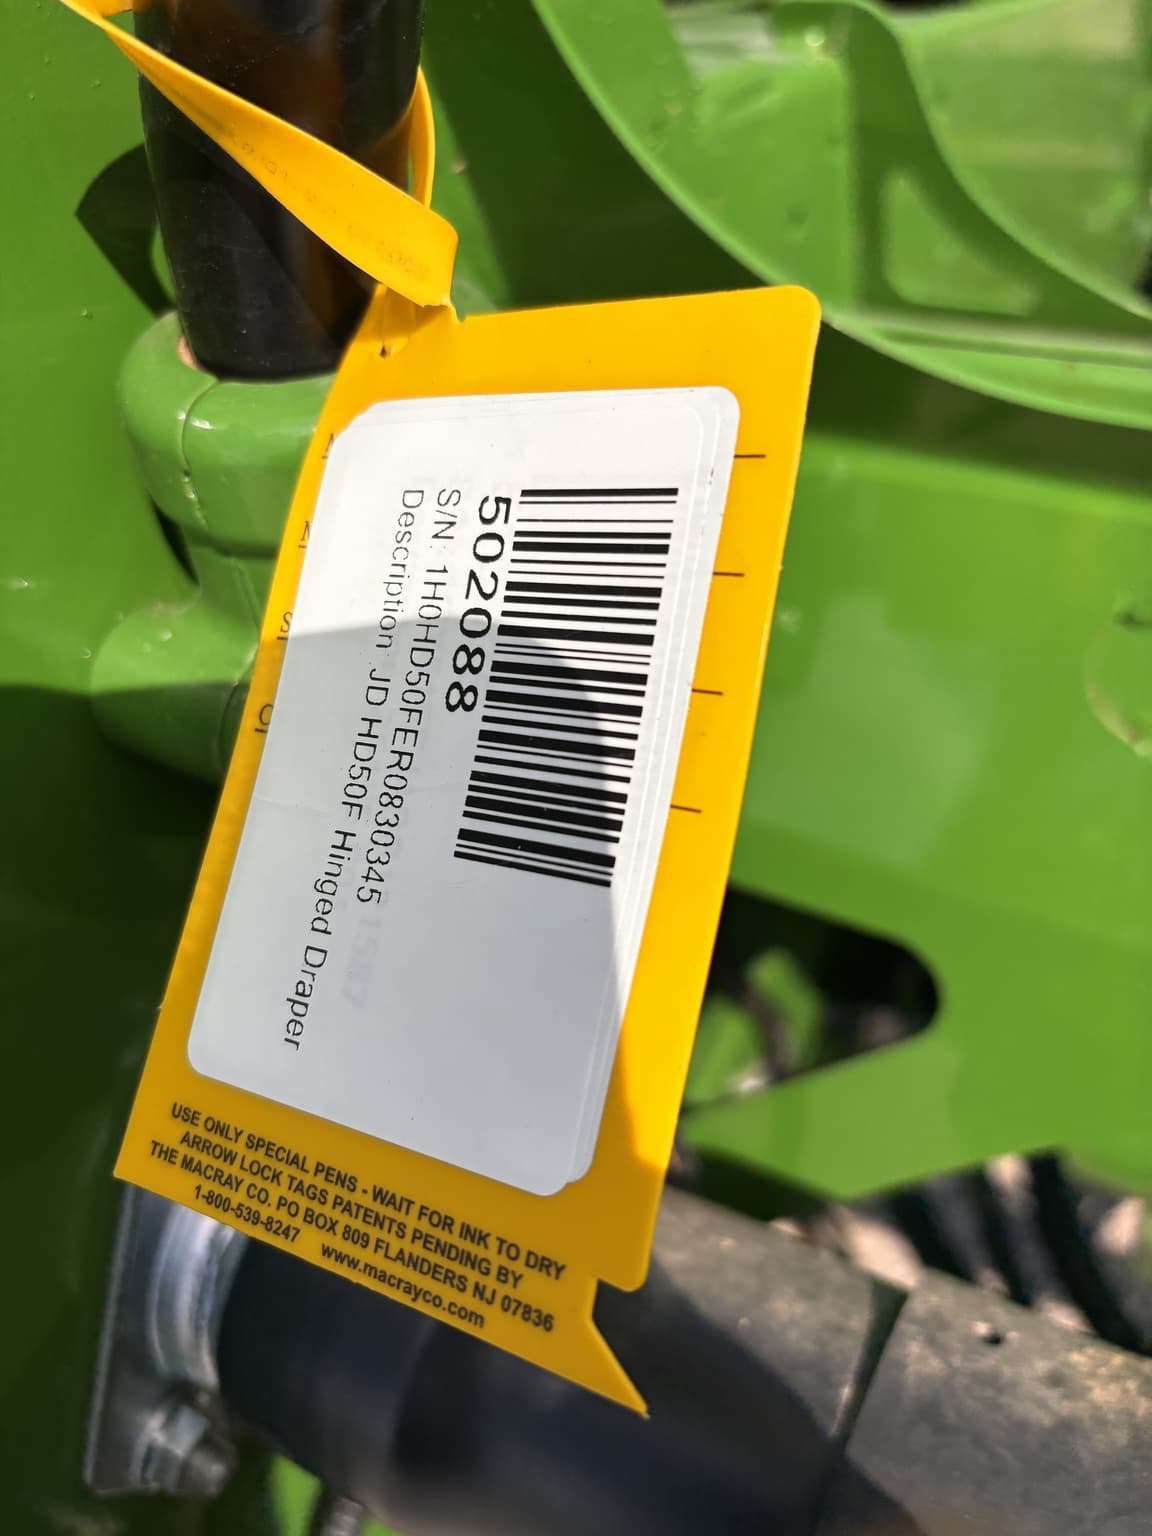 502088
S/N: 1H0HD50FER0830345
Description: JD HD50F Hinged Draper
USE ONLY SPECIAL PENS - WAIT FOR INK TO DRY
ARROW LOCK TAGS PATENTS PENDING BY
THE MACRAY CO. PO BOX 809 FLANDERS NJ 07836
1-800-539-8247 www.macrayco.com